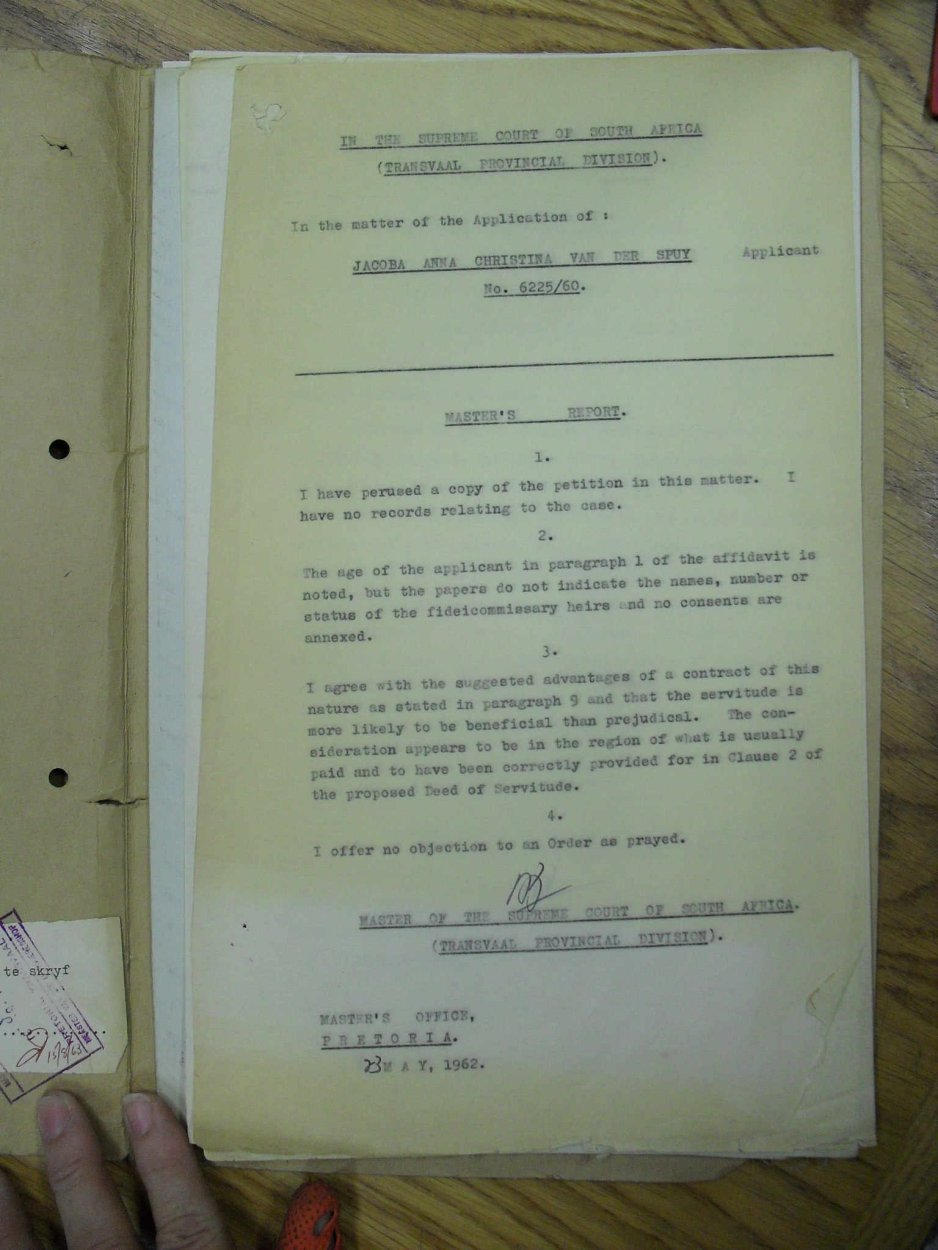 IN THE SUPREME COURT OF SOUTH AFRICA
(TRANSVAAL PROVINCIAL DIVISION).
In the matter of the Application of :
JACOBA ANNA CHRISTINA VAN DER SPUY Applicant
No. 6225/60.
MASTER'S REPORT.
1.
I have perused a copy of the petition in this matter. I
have no records relating to the case.
2.
The age of the applicant in paragraph 1 of the affidavit is
noted, but the papers do not indicate the names, number or
status of the fideicommissary heirs and no consents are
annexed.
3.
I agree with the suggested advantages of a contract of this
nature as stated in paragraph 9 and that the servitude is
more likely to be beneficial than prejudical. The con-
sideration appears to be in the region of what is usually
paid and to have been correctly provided for in Clause 2 of
the proposed Deed of Servitude.
4.
I offer no objection to an Order as prayed.
MASTER OF THE SUPREME COURT OF SOUTH AFRICA.
(TRANSVAAL PROVINCIAL DIVISION).
MASTER'S OFFICE,
PRETORIA.
23 MAY, 1962.
te skryf